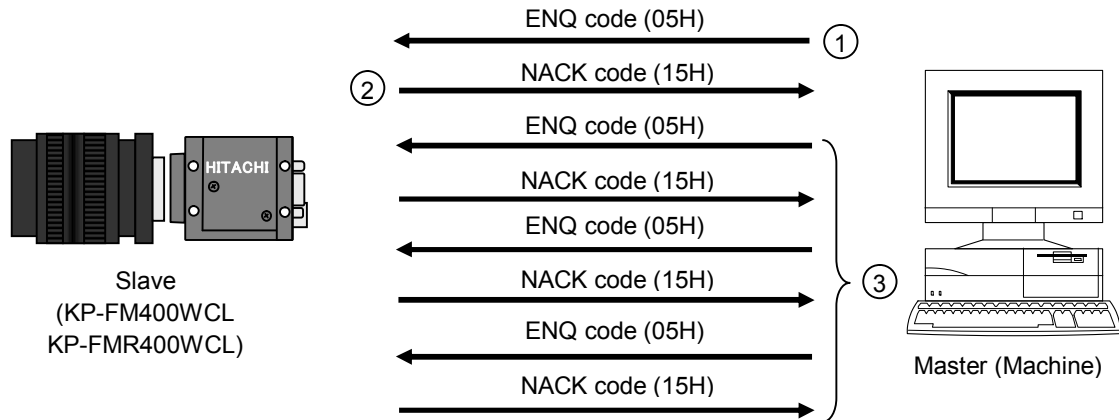 ENQ code (05H)
①
NACK code (15H)
②
ENQ code (05H)
HITACHI
NACK code (15H)
ENQ code (05H)
Slave
(KP-FM400WCL
KP-FMR400WCL)
NACK code (15H)
③
ENQ code (05H)
Master (Machine)
NACK code (15H)